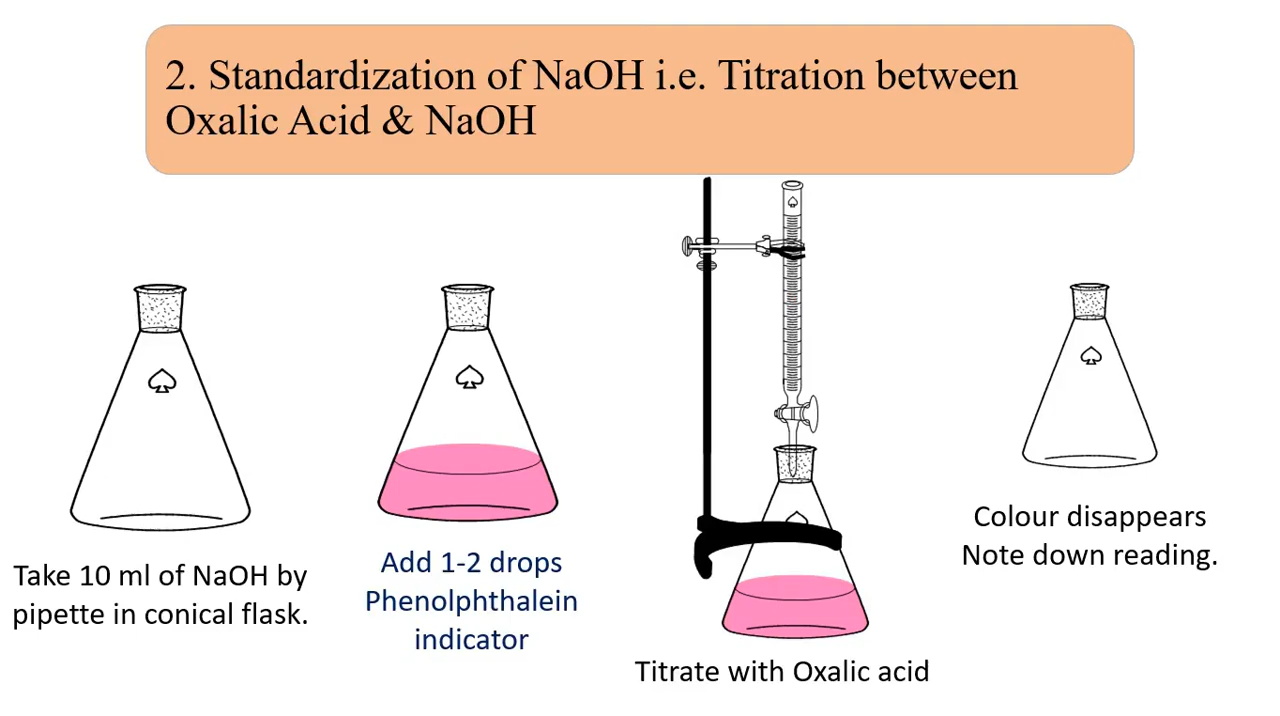 2. Standardization of NaOH i.e. Titration between
Oxalic Acid & NaOH
Take 10 ml of NaOH by
pipette in conical flask.
Add 1-2 drops
Phenolphthalein
indicator
Titrate with Oxalic acid
Colour disappears
Note down reading.